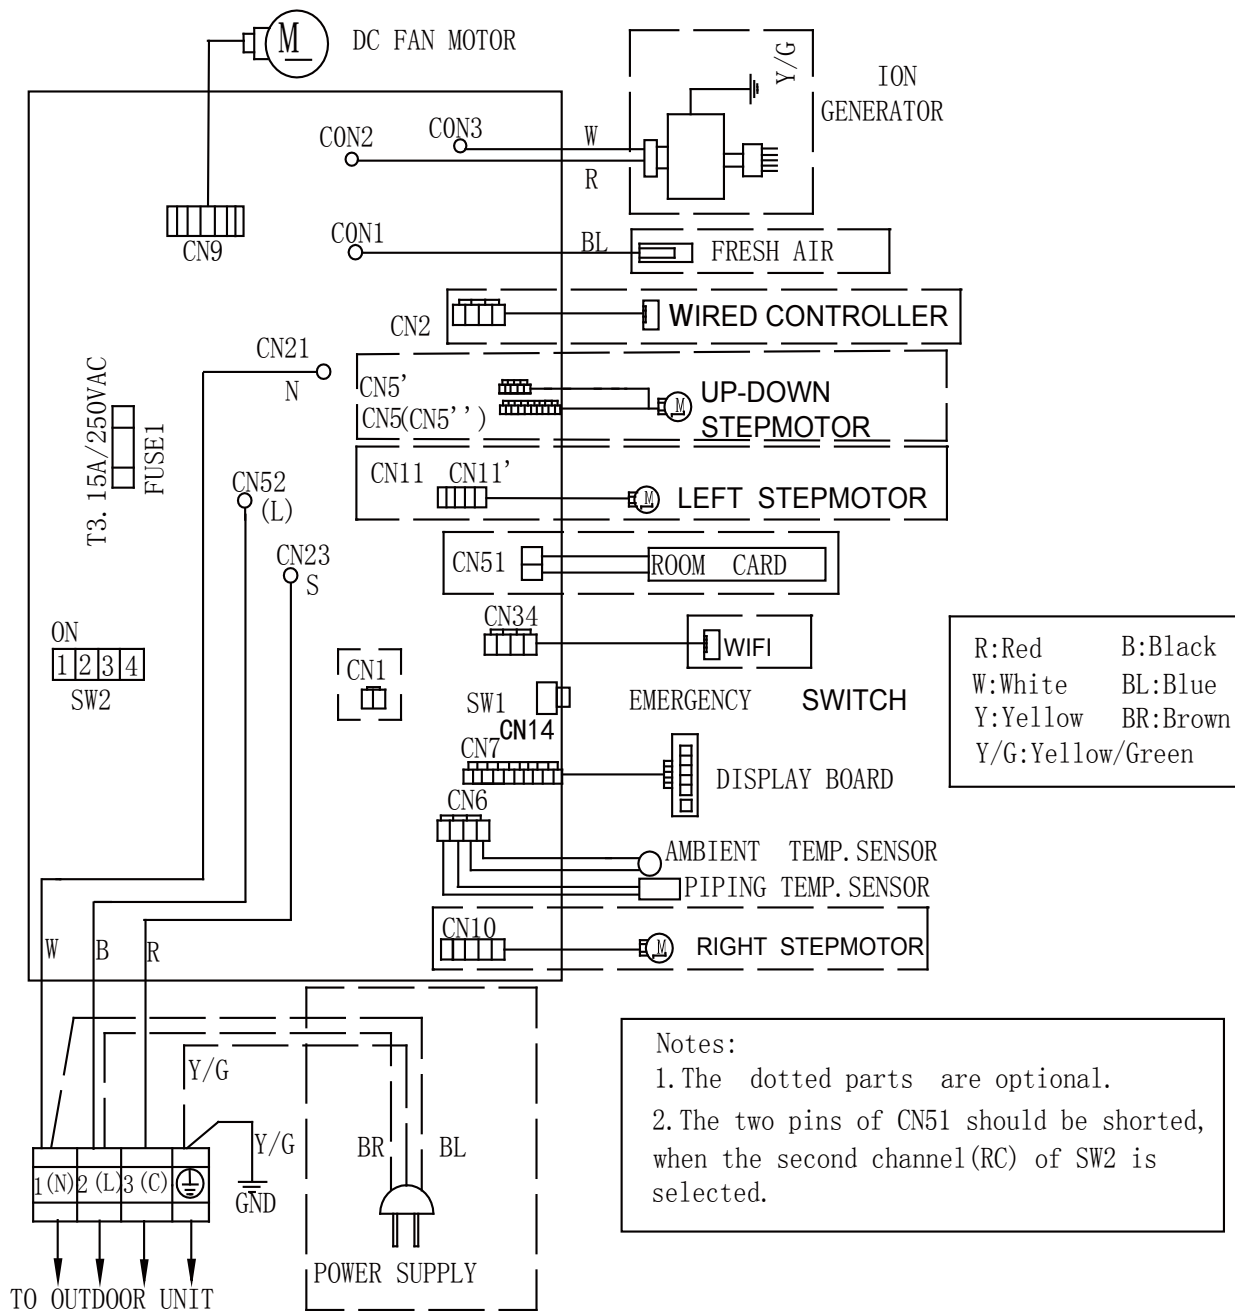 M
DC FAN MOTOR
Y/G
ION
GENERATOR
CON2
CON3
W
R
CN9
CON1
BL
FRESH AIR
CN2
WIRED CONTROLLER
CN21
N
CN5'
CN5(CN5'')
M
UP-DOWN
STEPMOTOR
T3.15A/250VAC
FUSE1
CN11
CN11'
M
LEFT STEPMOTOR
CN52
(L)
CN23
S
CN51
ROOM CARD
CN34
WIFI
ON
1 2 3 4
SW2
CN1
SW1
EMERGENCY SWITCH
CN14
CN7
DISPLAY BOARD
CN6
AMBIENT TEMP.SENSOR
PIPING TEMP.SENSOR
CN10
M
RIGHT STEPMOTOR
R:Red B:Black
W:White BL:Blue
Y:Yellow BR:Brown
Y/G:Yellow/Green
W
B
R
Y/G
Y/G
BR
BL
1(N) 2(L) 3(C)
GND
POWER SUPPLY
TO OUTDOOR UNIT
Notes:
1.The dotted parts are optional.
2.The two pins of CN51 should be shorted,
when the second channel(RC) of SW2 is
selected.